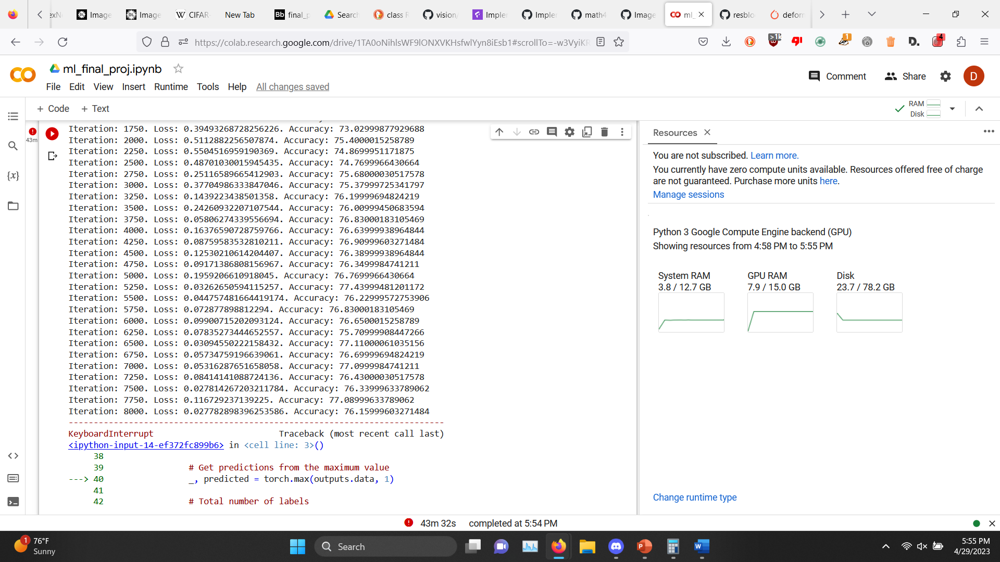 exN
Image
Image
W CIFAR-
New Tab
Bb final_p
Search
class R
vision/
Implem
Implem
math4
Image
ml_
resblo
deform
https://colab.research.google.com/drive/1TA0oNihlsWF9lONXVKHsfwlYyn8iEsb1#scrollTo=-w3VyiKR
>1k
1
D.
4
ml_final_proj.ipynb
File Edit View Insert Runtime Tools Help All changes saved
Comment
Share
D
+ Code + Text
RAM
Disk
43m
Iteration: 1750. Loss: 0.39493268728256226. Accuracy: 73.02999877929688
Iteration: 2000. Loss: 0.5112882256507874. Accuracy: 75.4000015258789
Iteration: 2250. Loss: 0.5504516959190369. Accuracy: 74.8699951171875
Iteration: 2500. Loss: 0.48701030015945435. Accuracy: 74.7699966430664
Iteration: 2750. Loss: 0.25116589665412903. Accuracy: 75.68000030517578
Iteration: 3000. Loss: 0.37704986333847046. Accuracy: 75.37999725341797
Iteration: 3250. Loss: 0.1439223438501358. Accuracy: 76.19999694824219
Iteration: 3500. Loss: 0.24260932207107544. Accuracy: 76.00999450683594
Iteration: 3750. Loss: 0.05806274339556694. Accuracy: 76.83000183105469
Iteration: 4000. Loss: 0.16376590728759766. Accuracy: 76.63999938964844
Iteration: 4250. Loss: 0.08759583532810211. Accuracy: 76.90999603271484
Iteration: 4500. Loss: 0.12530210614204407. Accuracy: 76.38999938964844
Iteration: 4750. Loss: 0.09171386808156967. Accuracy: 76.3499984741211
Iteration: 5000. Loss: 0.1959206610918045. Accuracy: 76.7699966430664
Iteration: 5250. Loss: 0.03262650594115257. Accuracy: 77.43999481201172
Iteration: 5500. Loss: 0.044757481664419174. Accuracy: 76.22999572753906
Iteration: 5750. Loss: 0.072877898812294. Accuracy: 76.83000183105469
Iteration: 6000. Loss: 0.09900715202093124. Accuracy: 76.6500015258789
Iteration: 6250. Loss: 0.07835273444652557. Accuracy: 75.70999908447266
Iteration: 6500. Loss: 0.03094550222158432. Accuracy: 77.11000061035156
Iteration: 6750. Loss: 0.05734759196639061. Accuracy: 76.69999694824219
Iteration: 7000. Loss: 0.05316287651658058. Accuracy: 77.0999984741211
Iteration: 7250. Loss: 0.08414141088724136. Accuracy: 76.43000030517578
Iteration: 7500. Loss: 0.027814267203211784. Accuracy: 76.33999633789062
Iteration: 7750. Loss: 0.116729237139225. Accuracy: 77.08999633789062
Iteration: 8000. Loss: 0.027782898396253586. Accuracy: 76.15999603271484
---------------------------------------------------------------------------
KeyboardInterrupt Traceback (most recent call last)
<ipython-input-14-ef372fc899b6> in <cell line: 3>()
38
39 # Get predictions from the maximum value
---> 40 _, predicted = torch.max(outputs.data, 1)
41
42 # Total number of labels
Resources
You are not subscribed. Learn more.
You currently have zero compute units available. Resources offered free of charge
are not guaranteed. Purchase more units here.
Manage sessions
Python 3 Google Compute Engine backend (GPU)
Showing resources from 4:58 PM to 5:55 PM
System RAM
3.8 / 12.7 GB
GPU RAM
7.9 / 15.0 GB
Disk
23.7 / 78.2 GB
Change runtime type
43m 32s completed at 5:54 PM
1
76°F
Sunny
Search
5:55 PM
4/29/2023